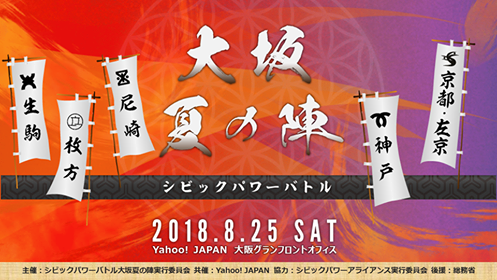 大坂
夏の陣
生駒
枚方
尼崎
神戸
京都・左京
シビックパワーバトル
2018.8.25 SAT
Yahoo! JAPAN 大阪グランフロントオフィス
主催：シビックパワーバトル大坂夏の陣実行委員会 共催：Yahoo! JAPAN 協力：シビックパワーアライアンス実行委員会 後援：総務省